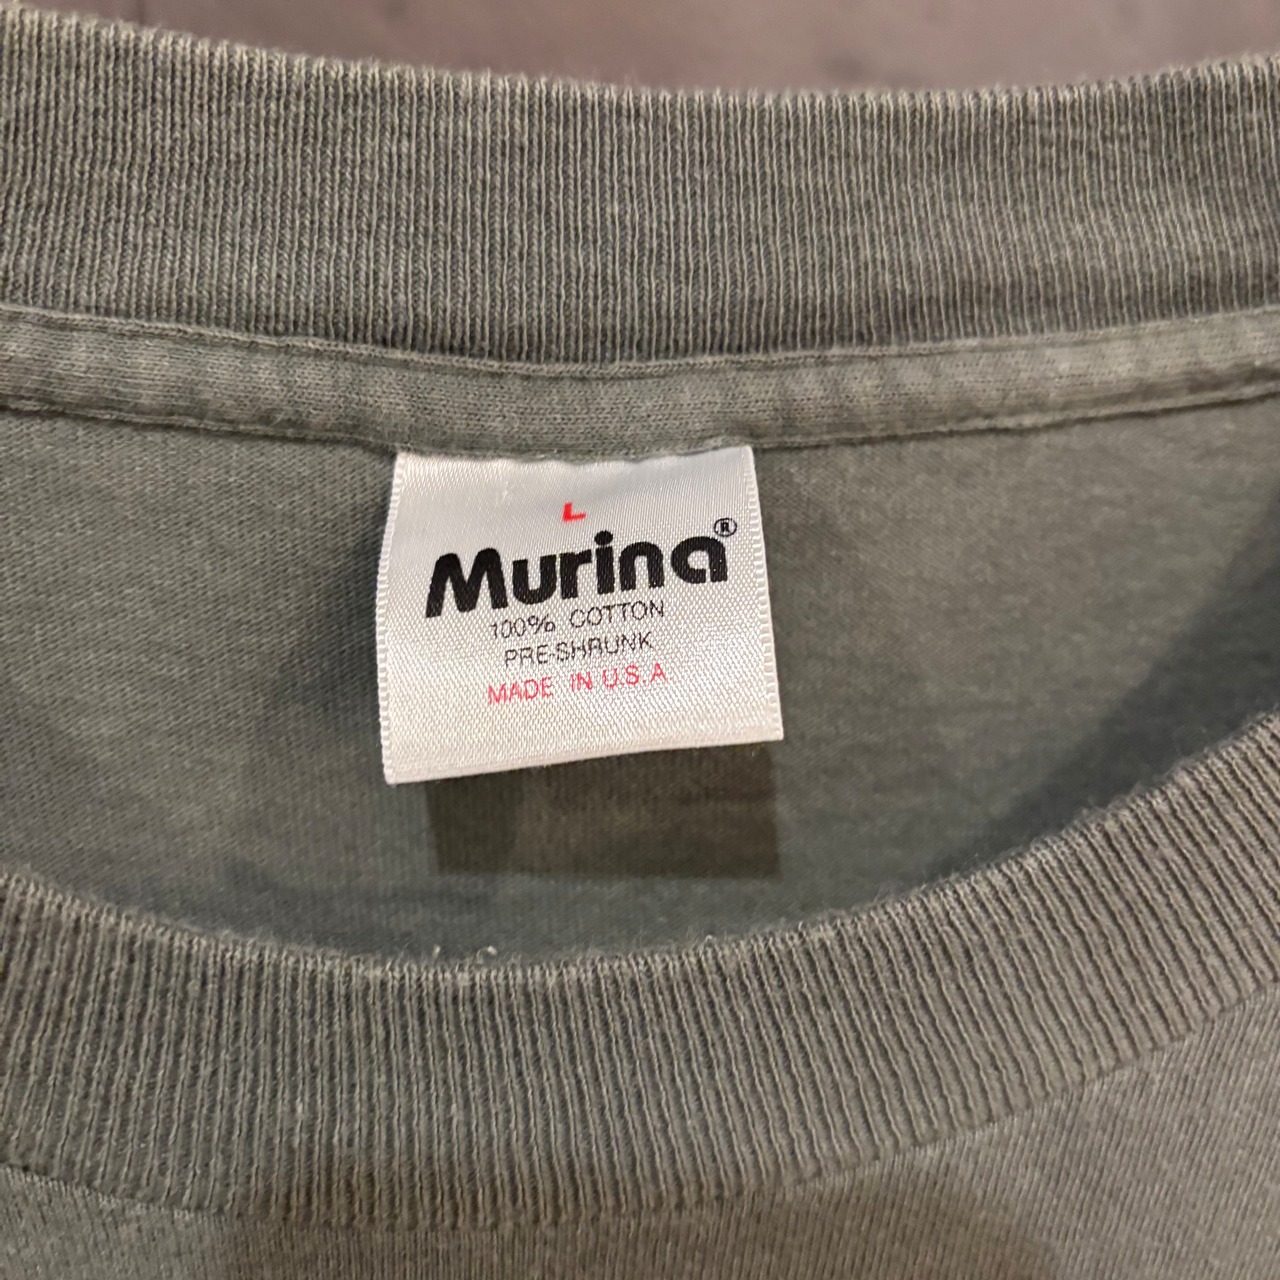 L
Murina®
100% COTTON
PRE-SHRUNK
MADE IN U.S.A